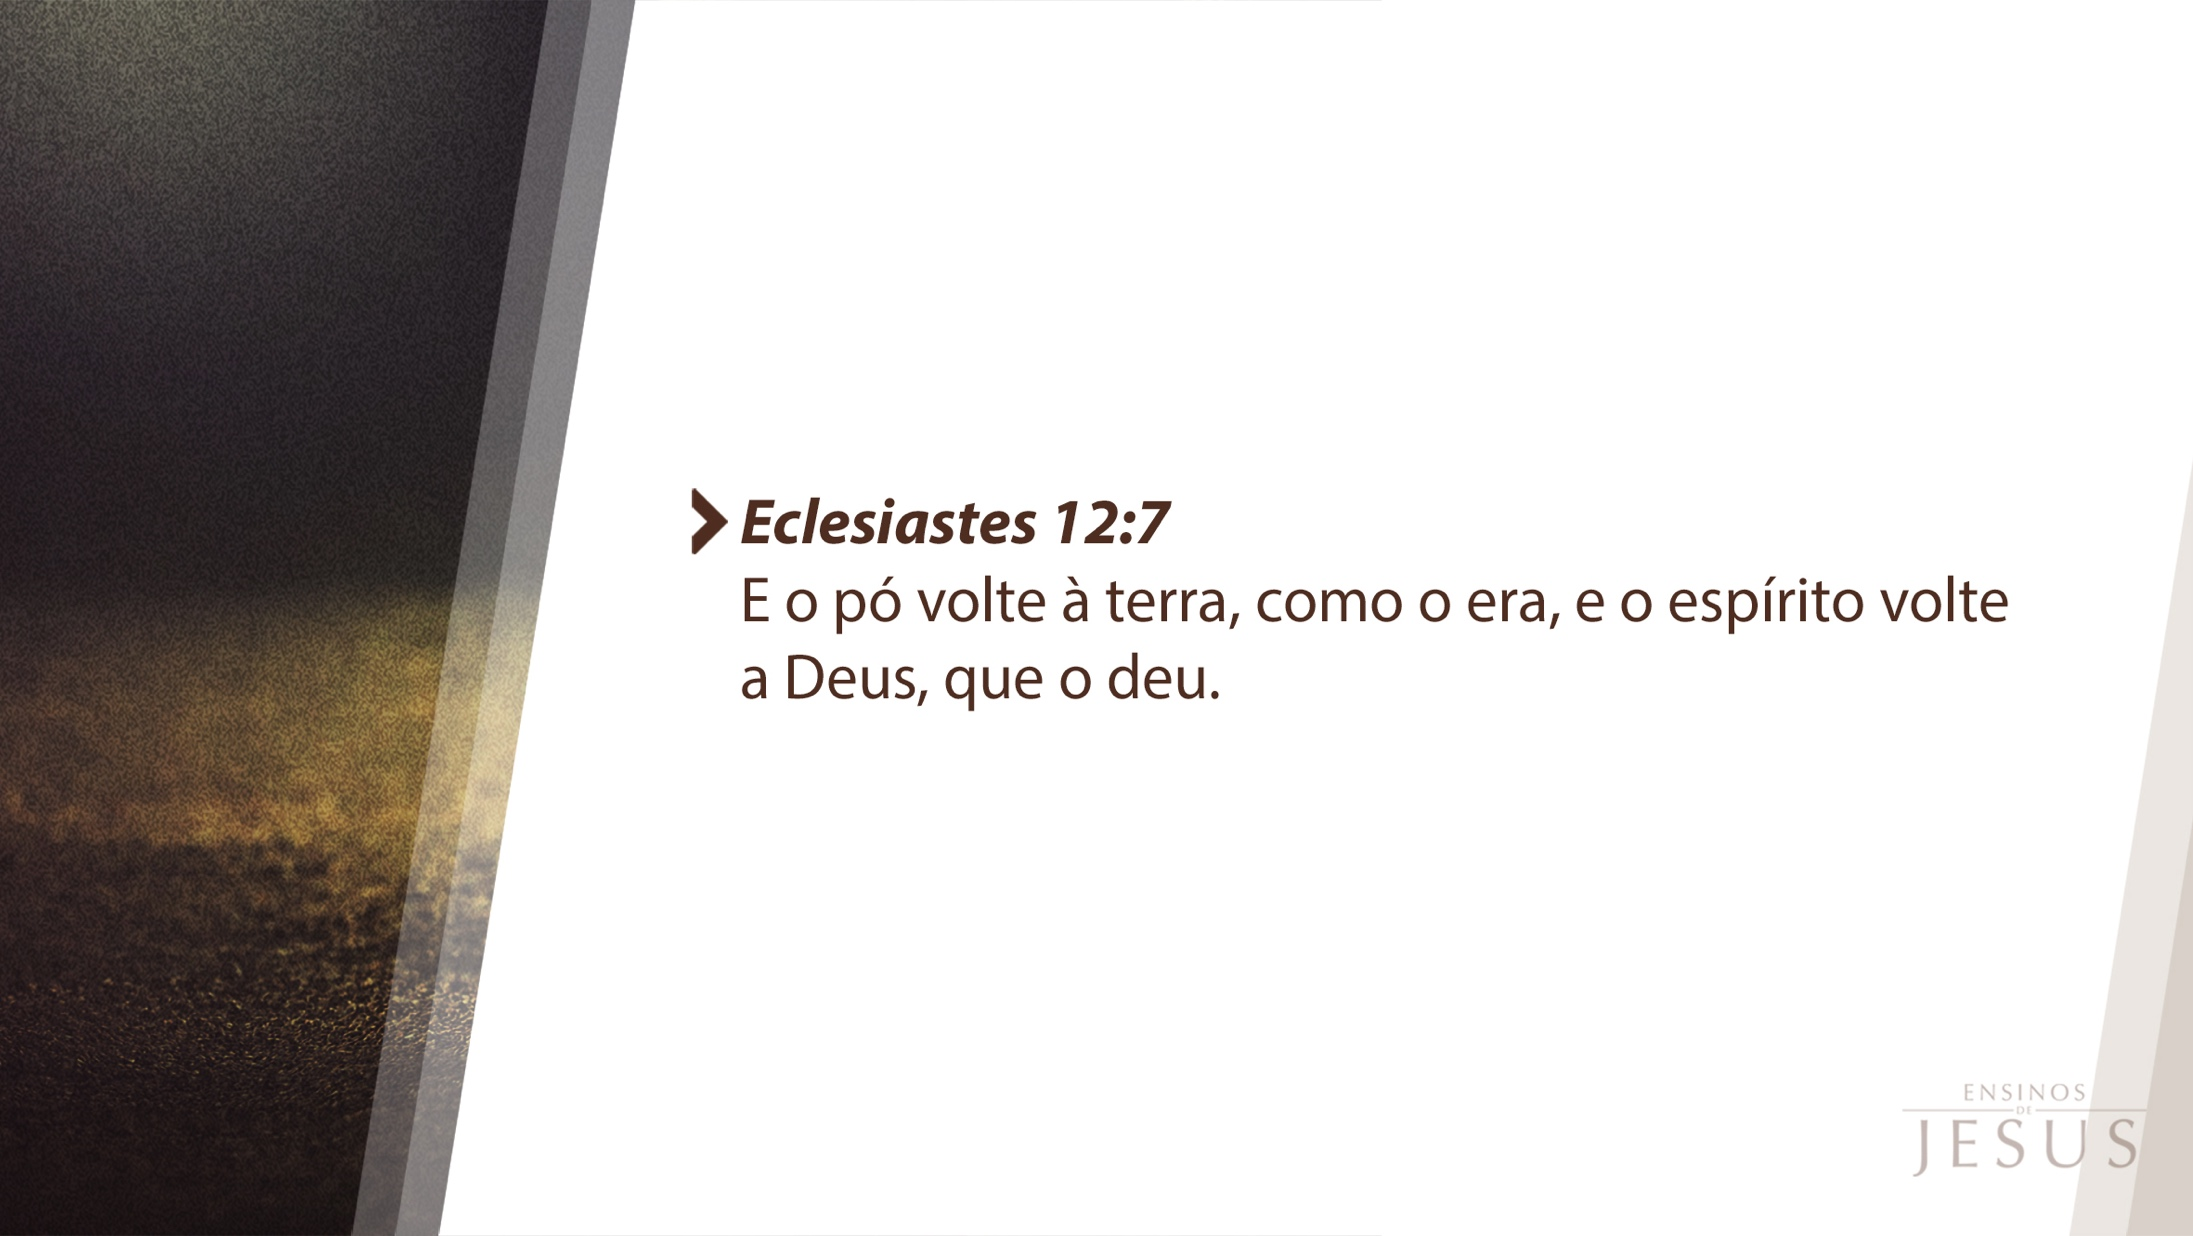 Eclesiastes 12:7
E o pó volte à terra, como o era, e o espírito volte
a Deus, que o deu.
ENSINOS
DE
JESUS